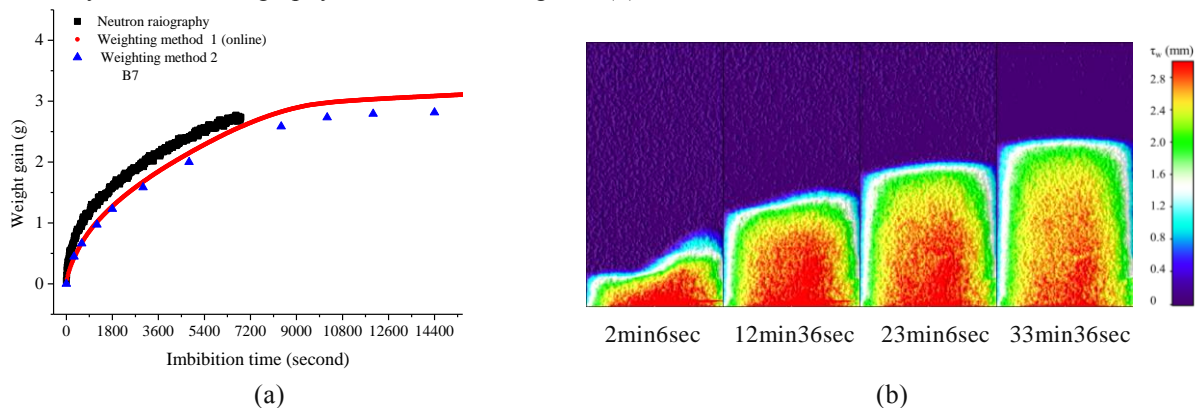 Neutron raiography
Weighting method 1 (online)
Weighting method 2
B7
4
3
2
1
0
Weight gain (g)
0 1800 3600 5400 7200 9000 10800 12600 14400
Imbibition time (second)
(a)
τw (mm)
2.8
2.4
2.0
1.6
1.2
0.8
0.4
0
2min6sec 12min36sec 23min6sec 33min36sec
(b)